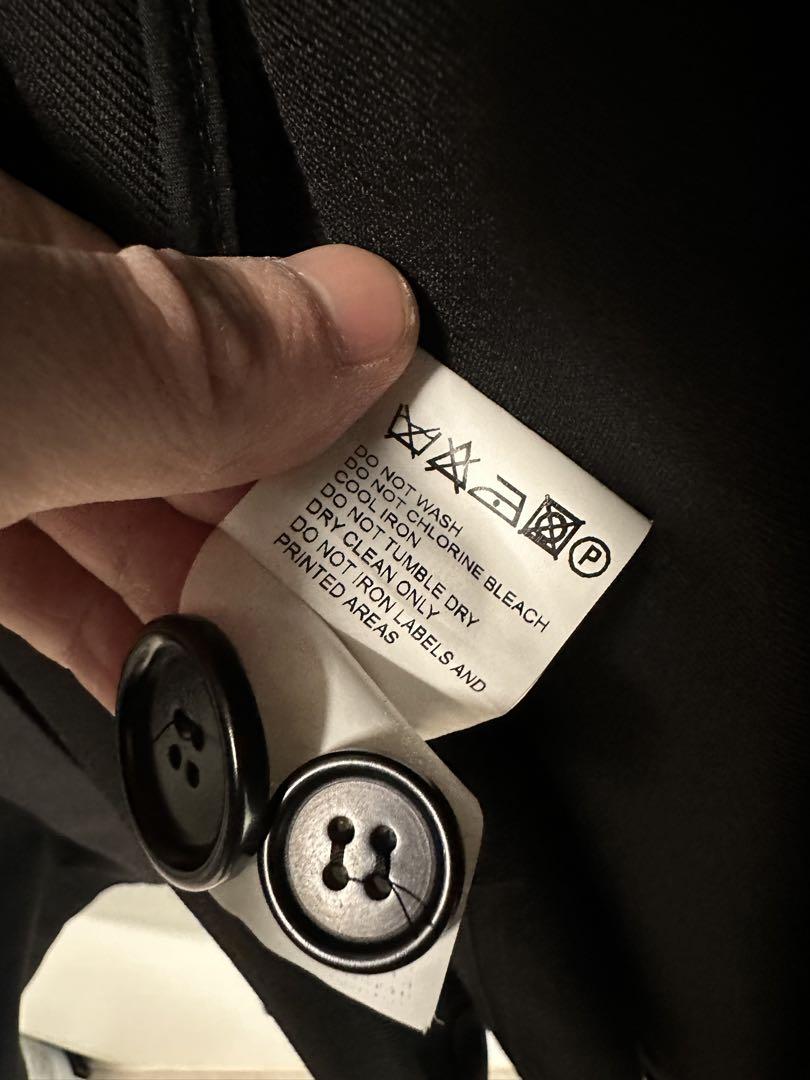 P
DO NOT WASH
DO NOT CHLORINE BLEACH
COOL IRON
DO NOT TUMBLE DRY
DRY CLEAN ONLY
DO NOT IRON LABELS AND
PRINTED AREAS